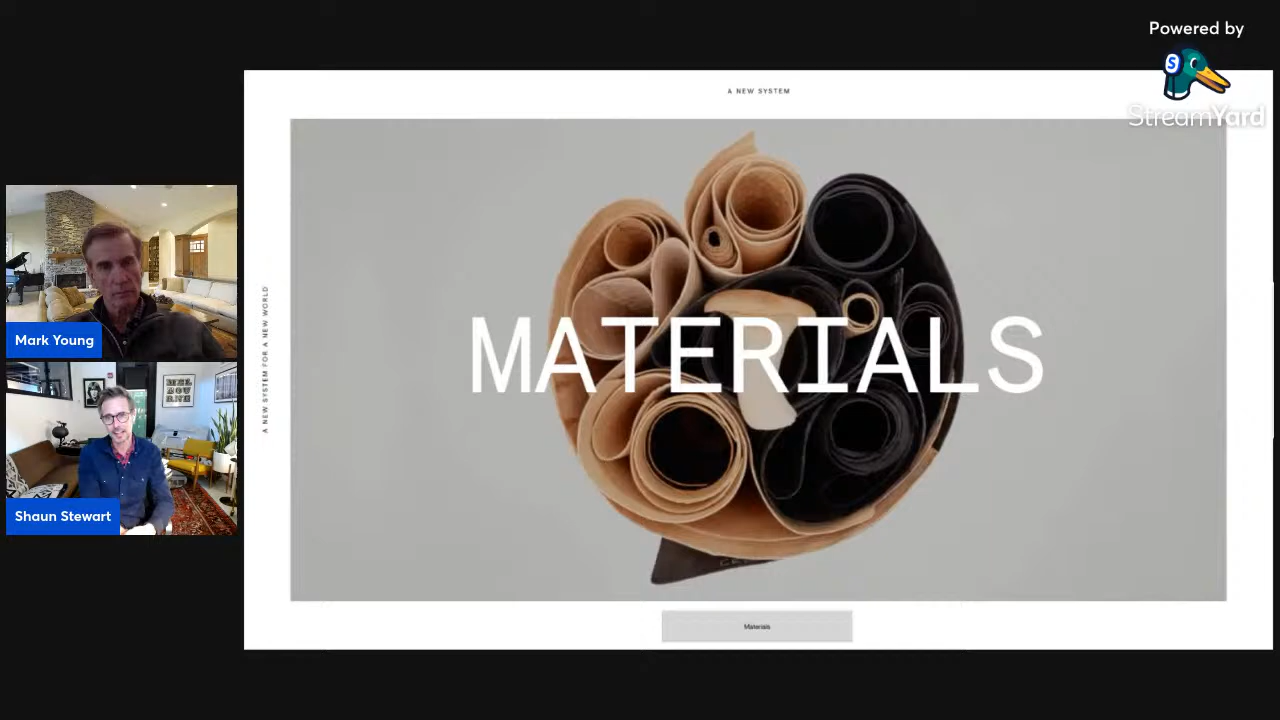 Powered by
S
StreamYard
A NEW SYSTEM
A NEW SYSTEM FOR A NEW WORLD
MATERIALS
Materials
Mark Young
Shaun Stewart